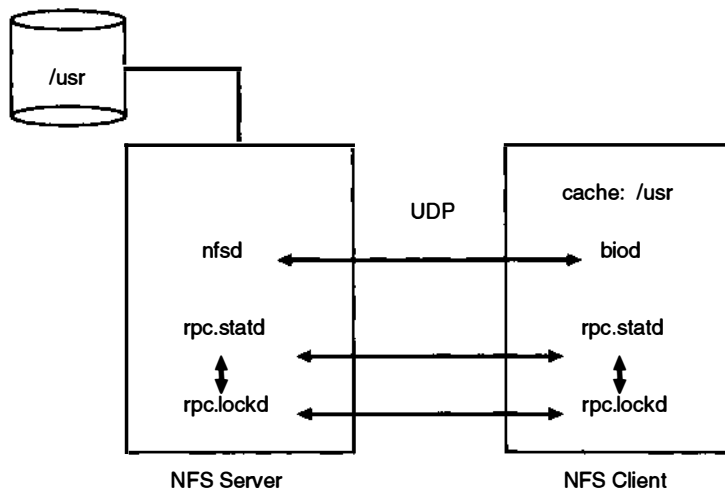 /usr
UDP
cache: /usr
nfsd
biod
rpc.statd
rpc.statd
rpc.lockd
rpc.lockd
NFS Server
NFS Client